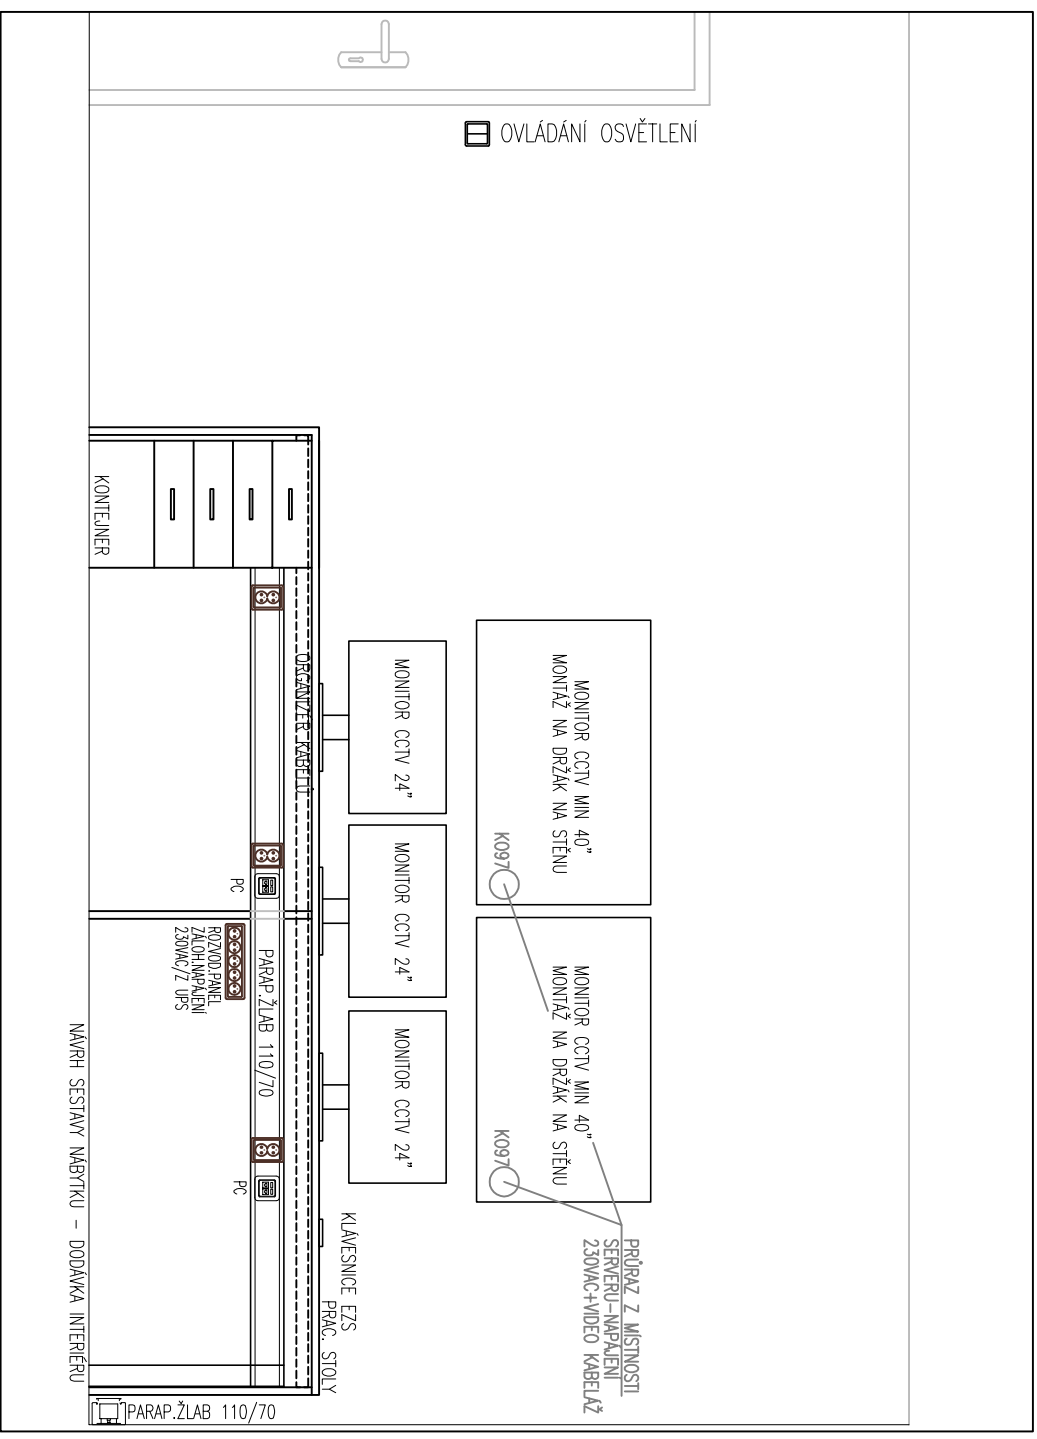 OVLÁDÁNÍ OSVĚTLENÍ
KONTEJNER
ORGANIZÉR KABELŮ
MONITOR CCTV 24"
MONITOR CCTV 24"
MONITOR CCTV 24"
MONITOR CCTV MIN 40"
MONTÁŽ NA DRŽÁK NA STĚNU
K097
MONITOR CCTV MIN 40"
MONTÁŽ NA DRŽÁK NA STĚNU
K097
PRŮRAZ Z MÍSTNOSTI
SERVERU-NAPÁJENÍ
230VAC+VIDEO KABELÁŽ
PC
ROZVOD.PANEL
ZÁLOH.NAPÁJENÍ
230VAC/Z UPS
PARAP.ŽLAB 110/70
PC
KLÁVESNICE EZS
PRAC. STOLY
NÁVRH SESTAVY NÁBYTKU - DODÁVKA INTERIÉRU
PARAP.ŽLAB 110/70